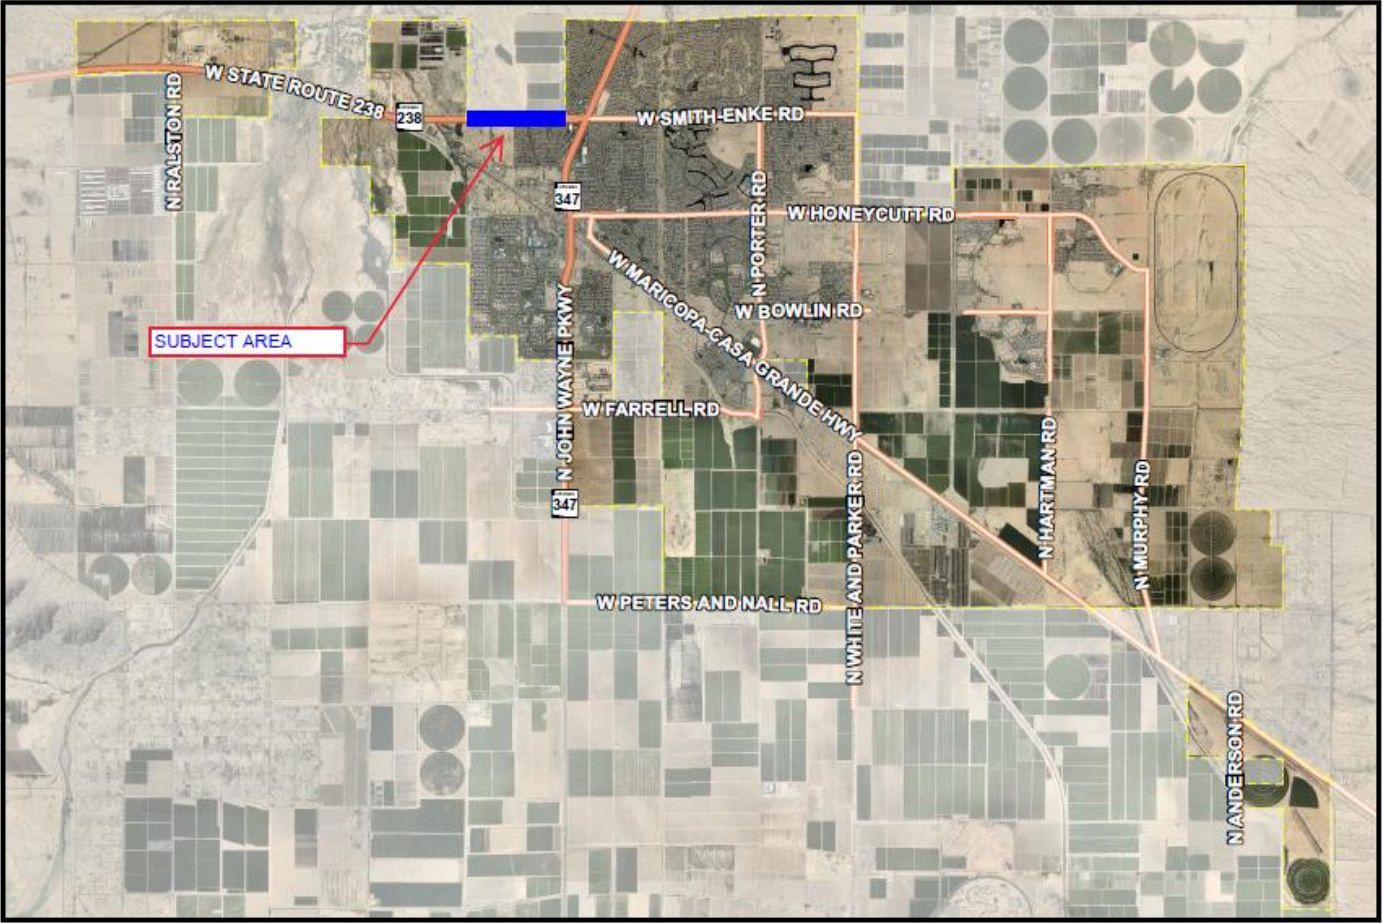 W STATE ROUTE 238
238
W SMITH-ENKE RD
N RALSTON RD
347
W HONEYCUTT RD
N PORTER RD
W MARICOPA-CASA GRANDE HWY
W BOWLIN RD
SUBJECT AREA
N JOHN WAYNE PKWY
W FARRELL RD
347
N WHITE AND PARKER RD
N HARTMAN RD
N MURPHY RD
W PETERS AND NALL RD
N ANDERSON RD